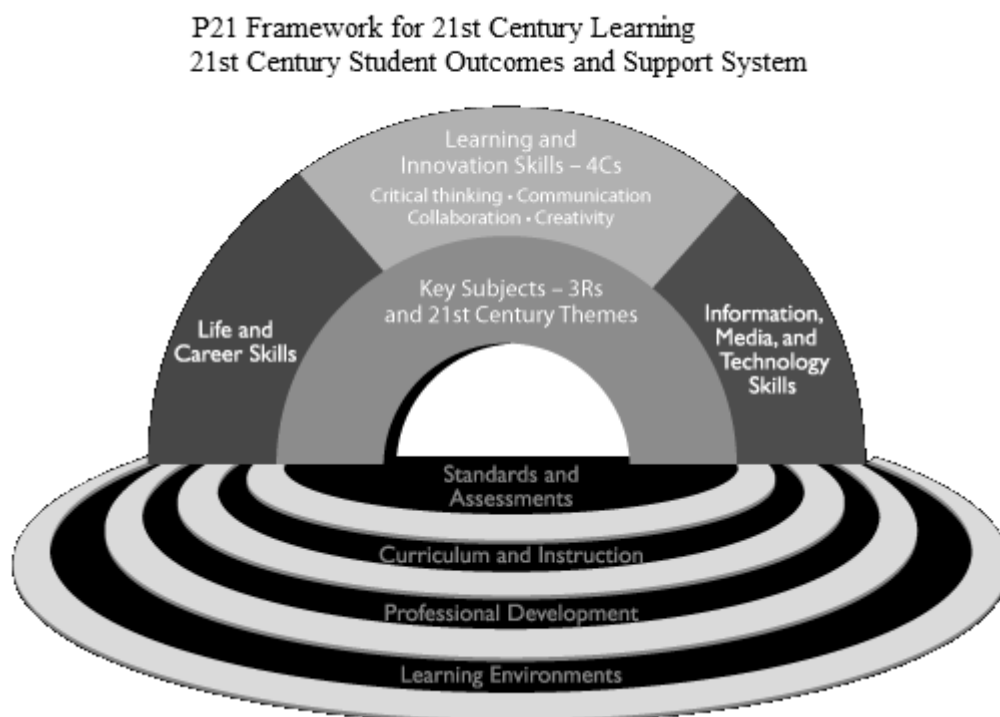 P21 Framework for 21st Century Learning
21st Century Student Outcomes and Support System
Learning and
Innovation Skills – 4Cs
Critical thinking • Communication
Collaboration • Creativity
Key Subjects – 3Rs
and 21st Century Themes
Life and
Career Skills
Information,
Media, and
Technology
Skills
Standards and
Assessments
Curriculum and Instruction
Professional Development
Learning Environments